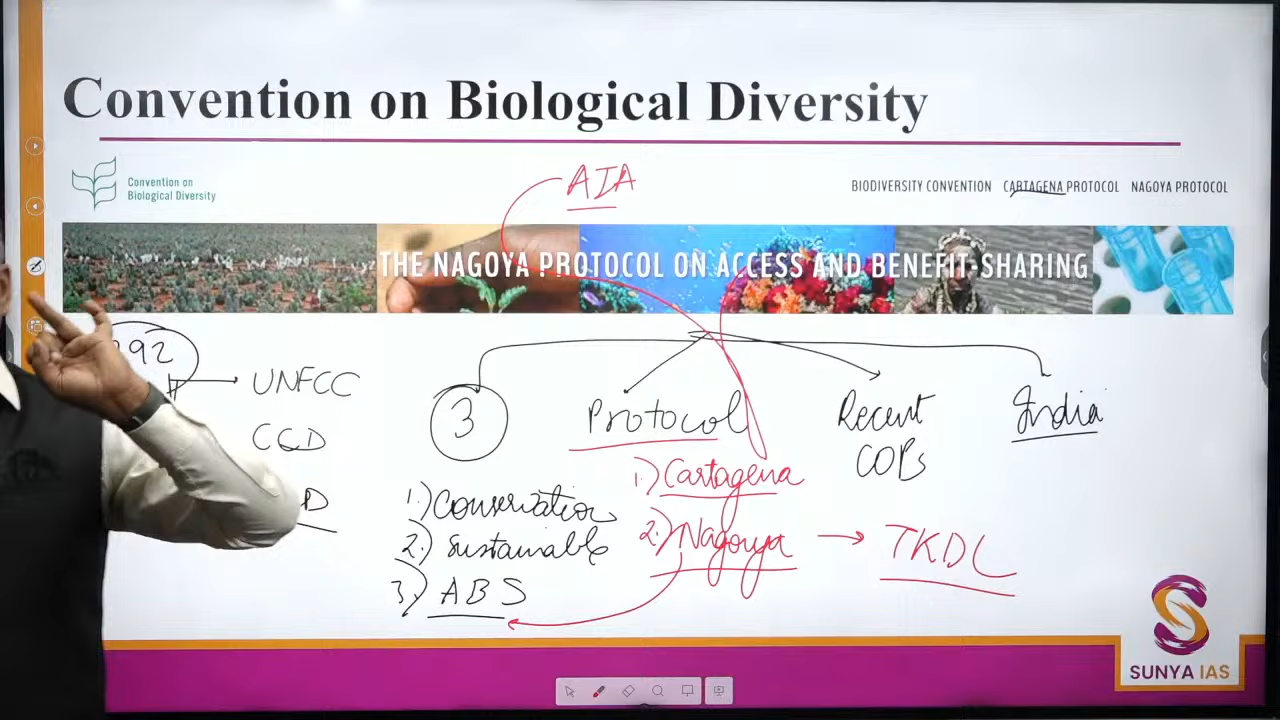 Convention on Biological Diversity
Convention on
Biological Diversity
AIA
BIODIVERSITY CONVENTION CARTAGENA PROTOCOL NAGOYA PROTOCOL
THE NAGOYA PROTOCOL ON ACCESS AND BENEFIT-SHARING
92
UNFCC
CCD
D
3
Protocol
Recent
COPs
India
1.) Conservation
2.) Sustainable
3.) ABS
1.) Cartagena
2.) Nagoya → TKDL
SUNYA IAS